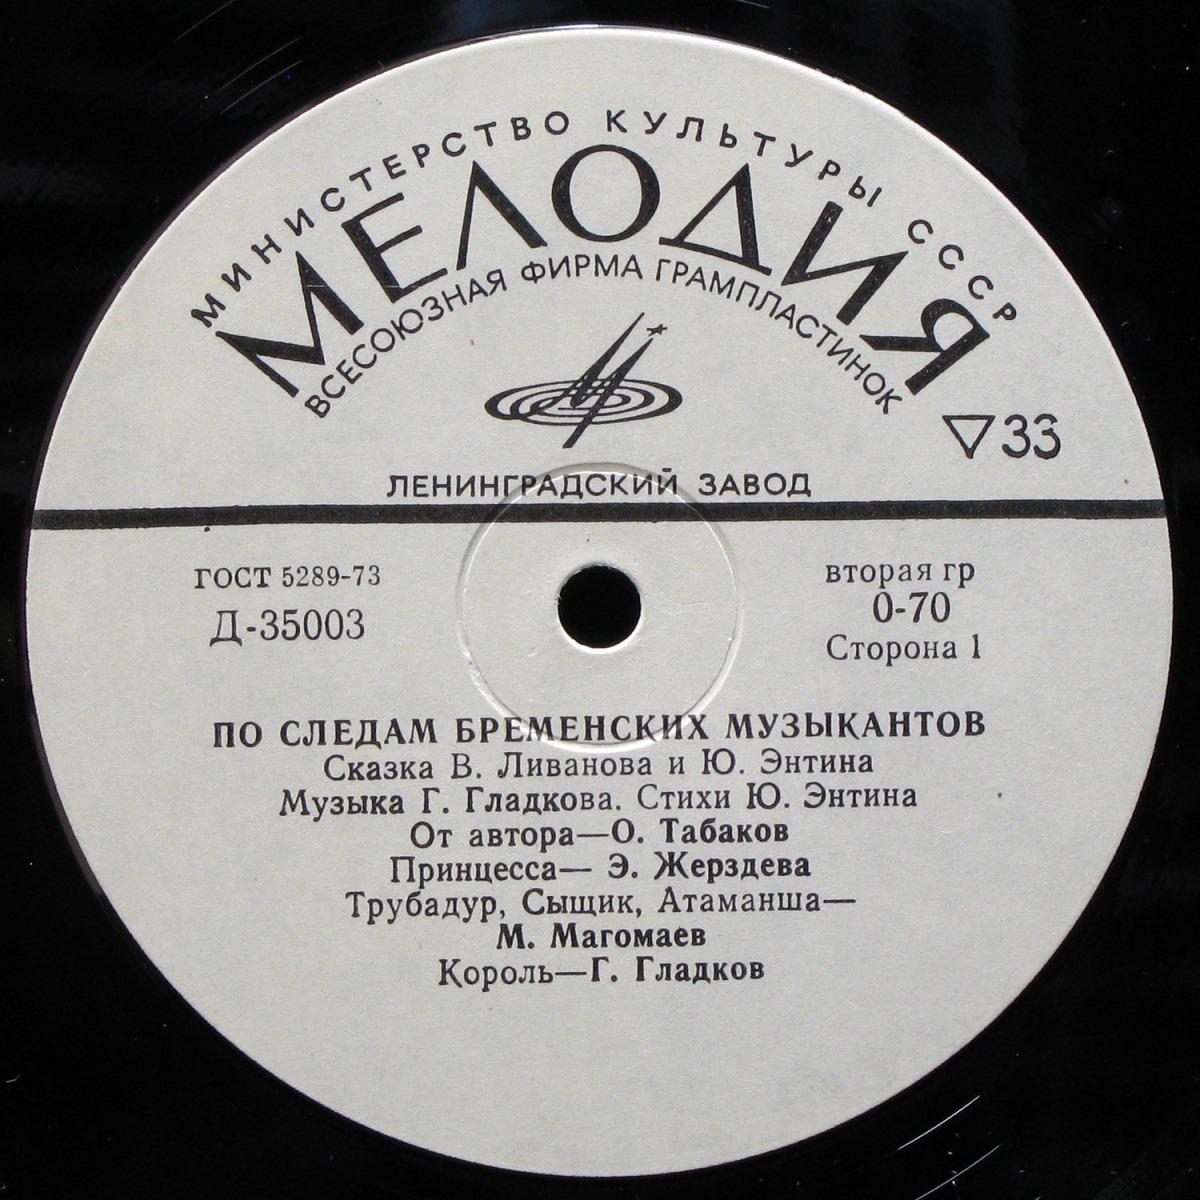 МИНИСТЕРСТВО КУЛЬТУРЫ СССР
МЕЛОДИЯ
ВСЕСОЮЗНАЯ ФИРМА ГРАМПЛАСТИНОК
▽33
ЛЕНИНГРАДСКИЙ ЗАВОД
ГОСТ 5289-73
Д-35003
вторая гр
0-70
Сторона 1
ПО СЛЕДАМ БРЕМЕНСКИХ МУЗЫКАНТОВ
Сказка В. Ливанова и Ю. Энтина
Музыка Г. Гладкова. Стихи Ю. Энтина
От автора—О. Табаков
Принцесса— Э. Жерздева
Трубадур, Сыщик, Атаманша—
М. Магомаев
Король—Г. Гладков